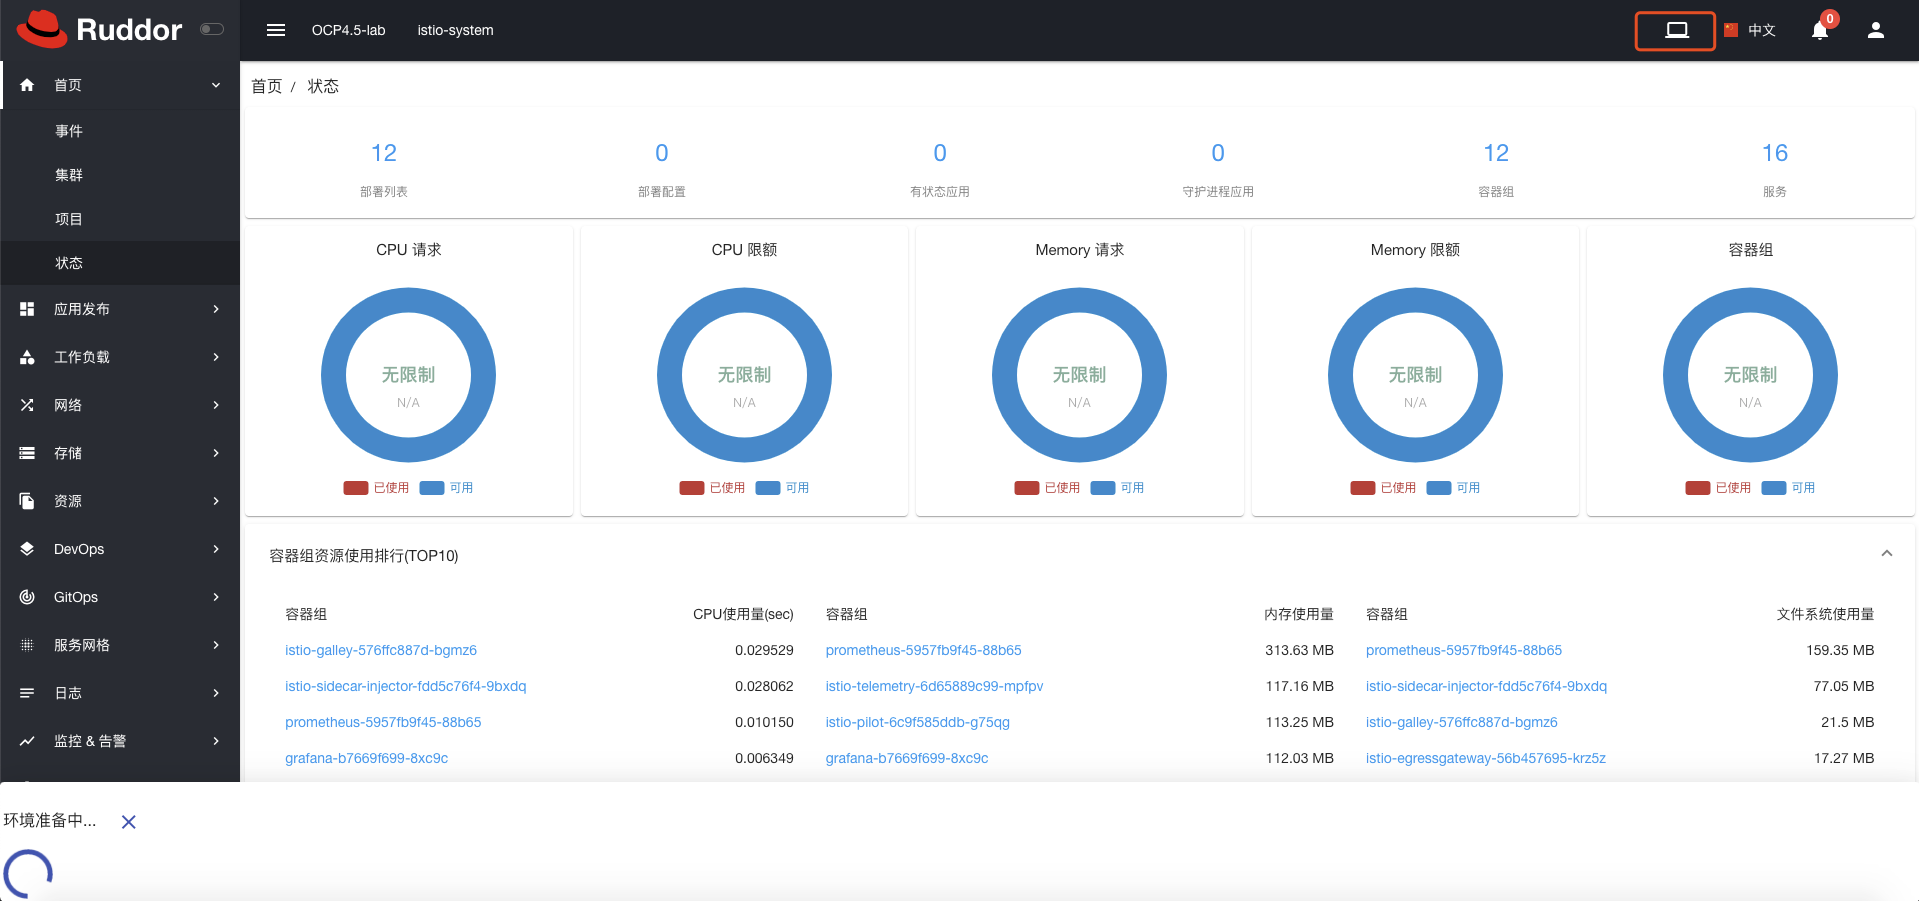 Ruddor
OCP4.5-lab istio-system 中文 0
首页
事件
集群
项目
状态
应用发布
工作负载
网络
存储
资源
DevOps
GitOps
服务网格
日志
监控 & 告警
首页 / 状态
12 0 0 0 12 16
部署列表 部署配置 有状态应用 守护进程应用 容器组 服务
CPU 请求 CPU 限额 Memory 请求 Memory 限额 容器组
无限制 无限制 无限制 无限制 无限制
N/A N/A N/A N/A N/A
已使用 可用 已使用 可用 已使用 可用 已使用 可用 已使用 可用
容器组资源使用排行(TOP10)
容器组 CPU使用量(sec) 容器组 内存使用量 容器组 文件系统使用量
istio-galley-576ffc887d-bgmz6 0.029529 prometheus-5957fb9f45-88b65 313.63 MB prometheus-5957fb9f45-88b65 159.35 MB
istio-sidecar-injector-fdd5c76f4-9bxdq 0.028062 istio-telemetry-6d65889c99-mpfpv 117.16 MB istio-sidecar-injector-fdd5c76f4-9bxdq 77.05 MB
prometheus-5957fb9f45-88b65 0.010150 istio-pilot-6c9f585ddb-g75qg 113.25 MB istio-galley-576ffc887d-bgmz6 21.5 MB
grafana-b7669f699-8xc9c 0.006349 grafana-b7669f699-8xc9c 112.03 MB istio-egressgateway-56b457695-krz5z 17.27 MB
环境准备中...